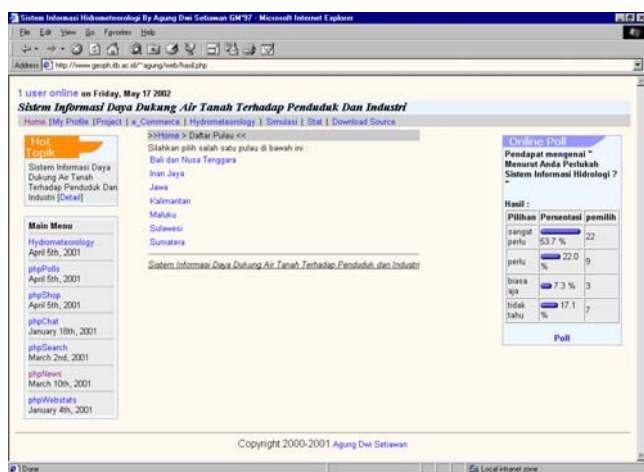 Sistem Informasi Hidrometeorologi By Agung Dwi Setiawan GM'97 - Microsoft Internet Explorer
File Edit View Go Favorites Help
Address http://www.geoph.itb.ac.id/~agung/web/hasil.php
1 user online on Friday, May 17 2002
Sistem Informasi Daya Dukung Air Tanah Terhadap Penduduk Dan Industri
Home |My Profile |Project | e_Commerce | Hydrometeorology | Simulasi | Stat | Download Source
Hot
Topik
Sistem Informasi Daya
Dukung Air Tanah
Terhadap Penduduk Dan
Industri [Detail]
Main Menu
Hydrometeorology
April 5th, 2001
phpPolls
April 5th, 2001
phpShop
April 5th, 2001
phpChat
January 18th, 2001
phpSearch
March 2nd, 2001
phpNews
March 10th, 2001
phpWebstats
January 4th, 2001
>>Home > Daftar Pulau <<
Silahkan pilih salah satu pulau di bawah ini :
Bali dan Nusa Tenggara
Irian Jaya
Jawa
Kalimantan
Maluku
Sulawesi
Sumatera
Sistem Informasi Daya Dukung Air Tanah Terhadap Penduduk dan Industri
Online Poll
Pendapat mengenai "
Menurut Anda Perlukah
Sistem Informasi Hidrologi ?
"
Hasil :
Pilihan Persentasi pemilih
sangat perlu 53.7 % 22
perlu 22.0 % 9
biasa aja 7.3 % 3
tidak tahu 17.1 % 7
Poll
Copyright 2000-2001 Agung Dwi Setiawan
Done
Local intranet zone